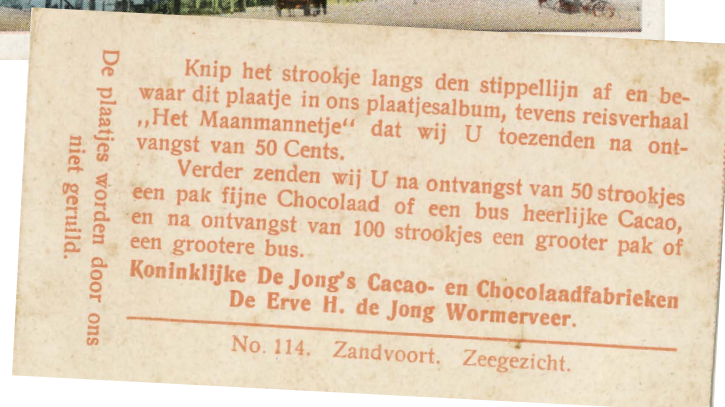 Knip het strookje langs den stippellijn af en be-
waar dit plaatje in ons plaatjesalbum, tevens reisverhaal
,,Het Maanmannetje“ dat wij U toezenden na ont-
vangst van 50 Cents.
Verder zenden wij U na ontvangst van 50 strookjes
een pak fijne Chocolaad of een bus heerlijke Cacao,
en na ontvangst van 100 strookjes een grooter pak of
een grootere bus.
Koninklijke De Jong's Cacao- en Chocolaadfabrieken
De Erve H. de Jong Wormerveer.
No. 114. Zandvoort. Zeegezicht.
De plaatjes worden door ons
niet geruild.